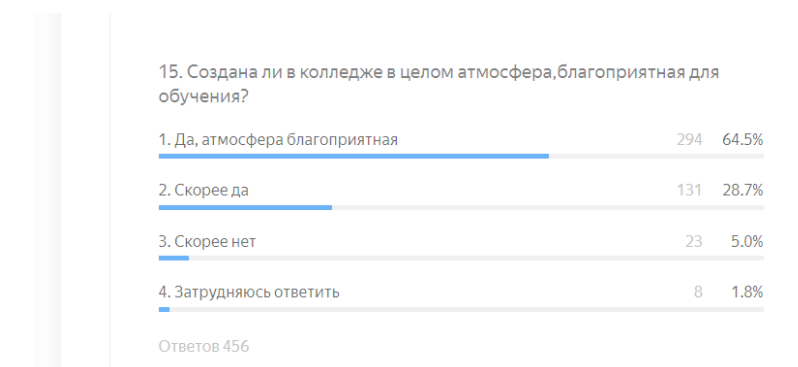 15. Создана ли в колледже в целом атмосфера,благоприятная для
обучения?
1. Да, атмосфера благоприятная 294 64.5%
2. Скорее да 131 28.7%
3. Скорее нет 23 5.0%
4. Затрудняюсь ответить 8 1.8%
Ответов 456